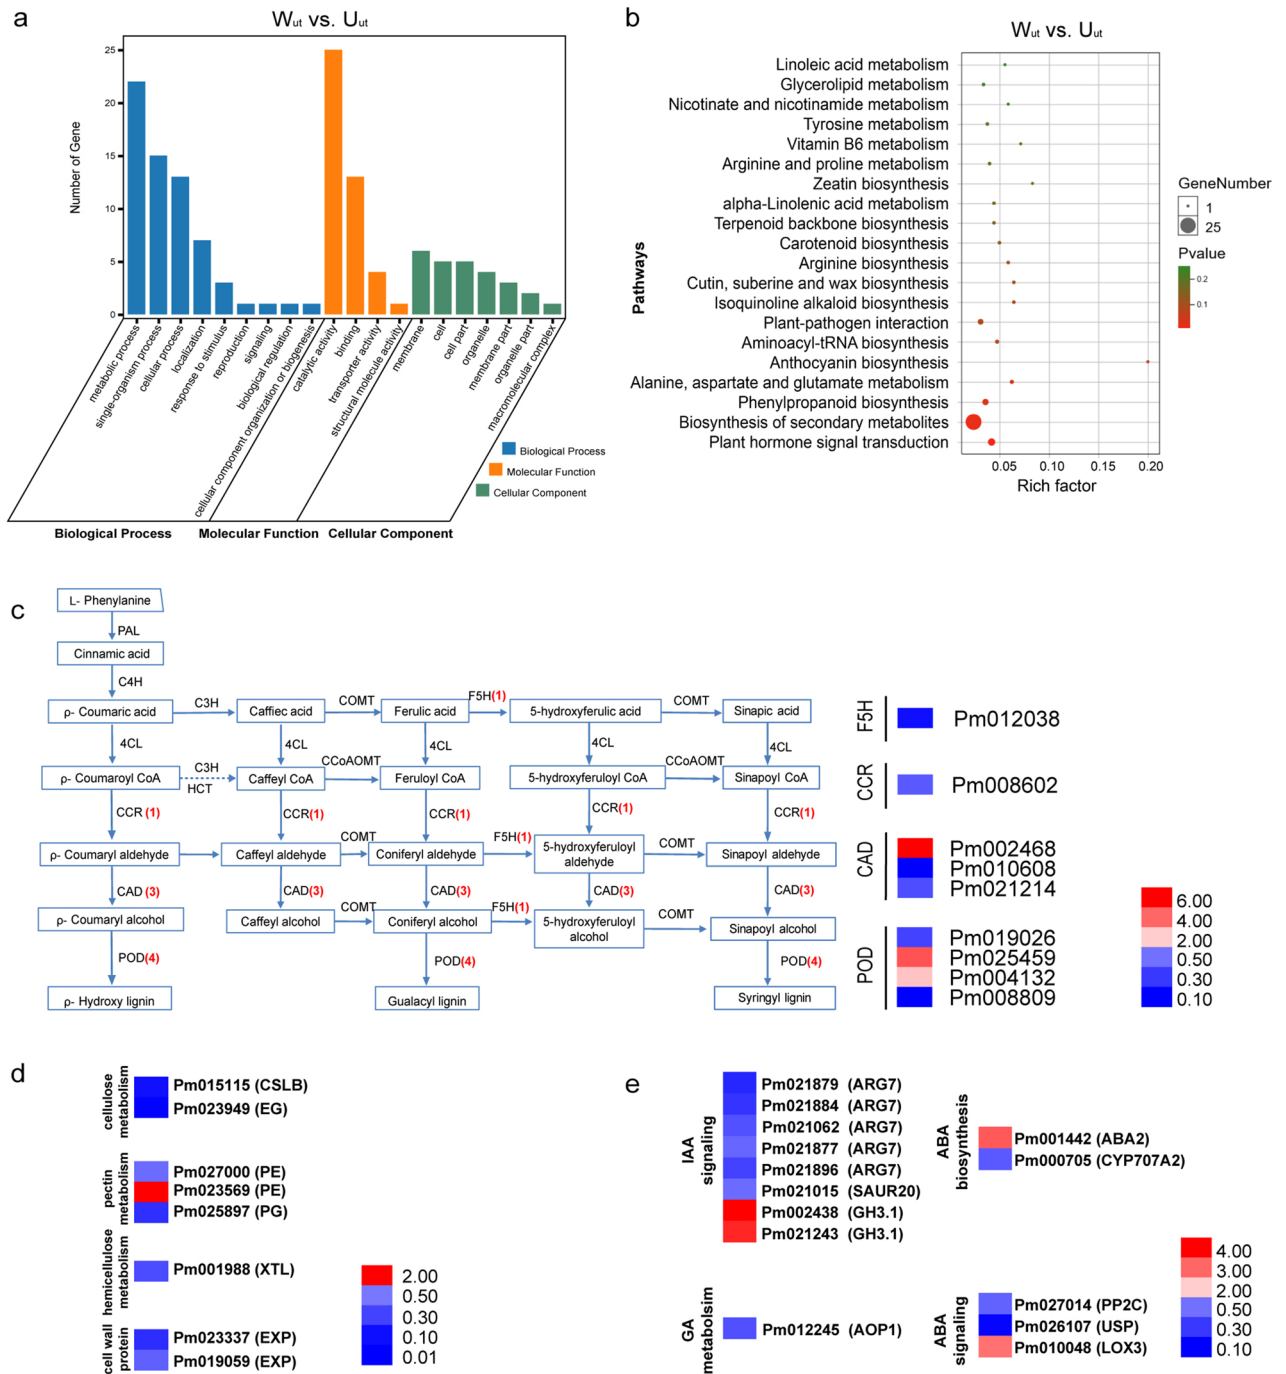 a
W_ut vs. U_ut
Number of Gene
25
20
15
10
5
0
metabolic process
single-organism process
cellular process
localization
response to stimulus
reproduction
signaling
biological regulation
cellular component organization or biogenesis
catalytic activity
binding
transporter activity
structural molecule activity
membrane
cell
cell part
organelle
membrane part
organelle part
macromolecular complex
Biological Process
Molecular Function
Cellular Component
Biological Process
Molecular Function
Cellular Component
b
W_ut vs. U_ut
Pathways
Linoleic acid metabolism
Glycerolipid metabolism
Nicotinate and nicotinamide metabolism
Tyrosine metabolism
Vitamin B6 metabolism
Arginine and proline metabolism
Zeatin biosynthesis
alpha-Linolenic acid metabolism
Terpenoid backbone biosynthesis
Carotenoid biosynthesis
Arginine biosynthesis
Cutin, suberine and wax biosynthesis
Isoquinoline alkaloid biosynthesis
Plant-pathogen interaction
Aminoacyl-tRNA biosynthesis
Anthocyanin biosynthesis
Alanine, aspartate and glutamate metabolism
Phenylpropanoid biosynthesis
Biosynthesis of secondary metabolites
Plant hormone signal transduction
0.05 0.10 0.15 0.20
Rich factor
GeneNumber
1
25
Pvalue
0.2
0.1
c
L- Phenylanine
PAL
Cinnamic acid
C4H
ρ- Coumaric acid
C3H
Caffiec acid
COMT
Ferulic acid
F5H(1)
5-hydroxyferulic acid
COMT
Sinapic acid
4CL
4CL
4CL
4CL
4CL
ρ- Coumaroyl CoA
C3H
HCT
Caffeyl CoA
CCoAOMT
Feruloyl CoA
5-hydroxyferuloyl CoA
CCoAOMT
Sinapoyl CoA
CCR(1)
CCR(1)
CCR(1)
CCR(1)
CCR(1)
ρ- Coumaryl aldehyde
Caffeyl aldehyde
COMT
Coniferyl aldehyde
F5H(1)
5-hydroxyferuloyl
aldehyde
COMT
Sinapoyl aldehyde
CAD(3)
CAD(3)
CAD(3)
CAD(3)
CAD(3)
ρ- Coumaryl alcohol
Caffeyl alcohol
COMT
Coniferyl alcohol
F5H(1)
5-hydroxyferuloyl
alcohol
COMT
Sinapoyl alcohol
POD(4)
POD(4)
POD(4)
ρ- Hydroxy lignin
Gualacyl lignin
Syringyl lignin
F5H
Pm012038
CCR
Pm008602
CAD
Pm002468
Pm010608
Pm021214
POD
Pm019026
Pm025459
Pm004132
Pm008809
6.00
4.00
2.00
0.50
0.30
0.10
d
cellulose
metabolism
Pm015115 (CSLB)
Pm023949 (EG)
pectin
metabolism
Pm027000 (PE)
Pm023569 (PE)
Pm025897 (PG)
hemicellulose
metabolism
Pm001988 (XTL)
cell wall
protein
Pm023337 (EXP)
Pm019059 (EXP)
2.00
0.50
0.30
0.10
0.01
e
IAA
signaling
Pm021879 (ARG7)
Pm021884 (ARG7)
Pm021062 (ARG7)
Pm021877 (ARG7)
Pm021896 (ARG7)
Pm021015 (SAUR20)
Pm002438 (GH3.1)
Pm021243 (GH3.1)
GA
metabolsim
Pm012245 (AOP1)
ABA
biosynthesis
Pm001442 (ABA2)
Pm000705 (CYP707A2)
ABA
signaling
Pm027014 (PP2C)
Pm026107 (USP)
Pm010048 (LOX3)
4.00
3.00
2.00
0.50
0.30
0.10